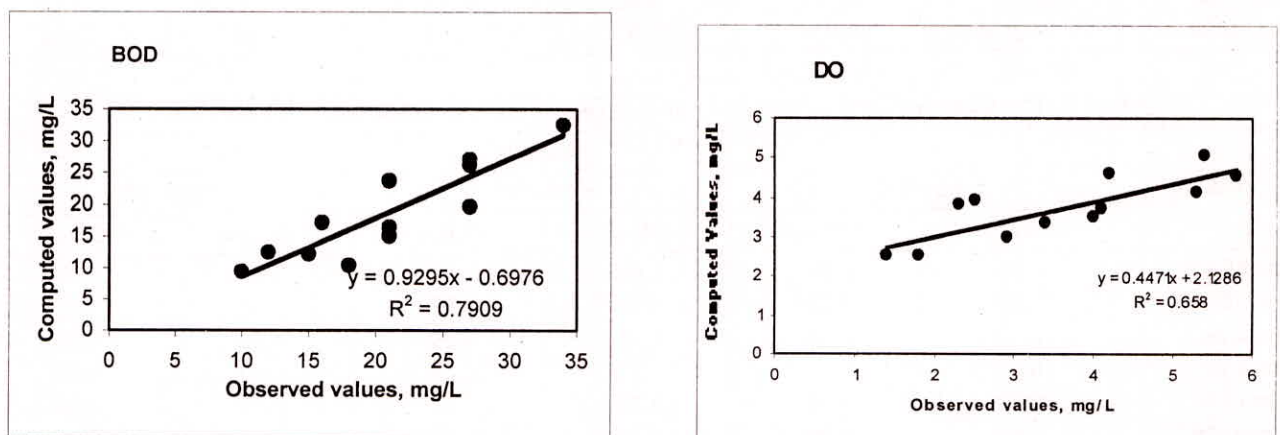 BOD
Computed values, mg/L
35
30
25
20
15
10
5
0
y = 0.9295x - 0.6976
R² = 0.7909
0 5 10 15 20 25 30 35
Observed values, mg/L
DO
Computed Values, mg/L
6
5
4
3
2
1
0
y = 0.4471x + 2.1286
R² = 0.658
0 1 2 3 4 5 6
Observed values, mg/L